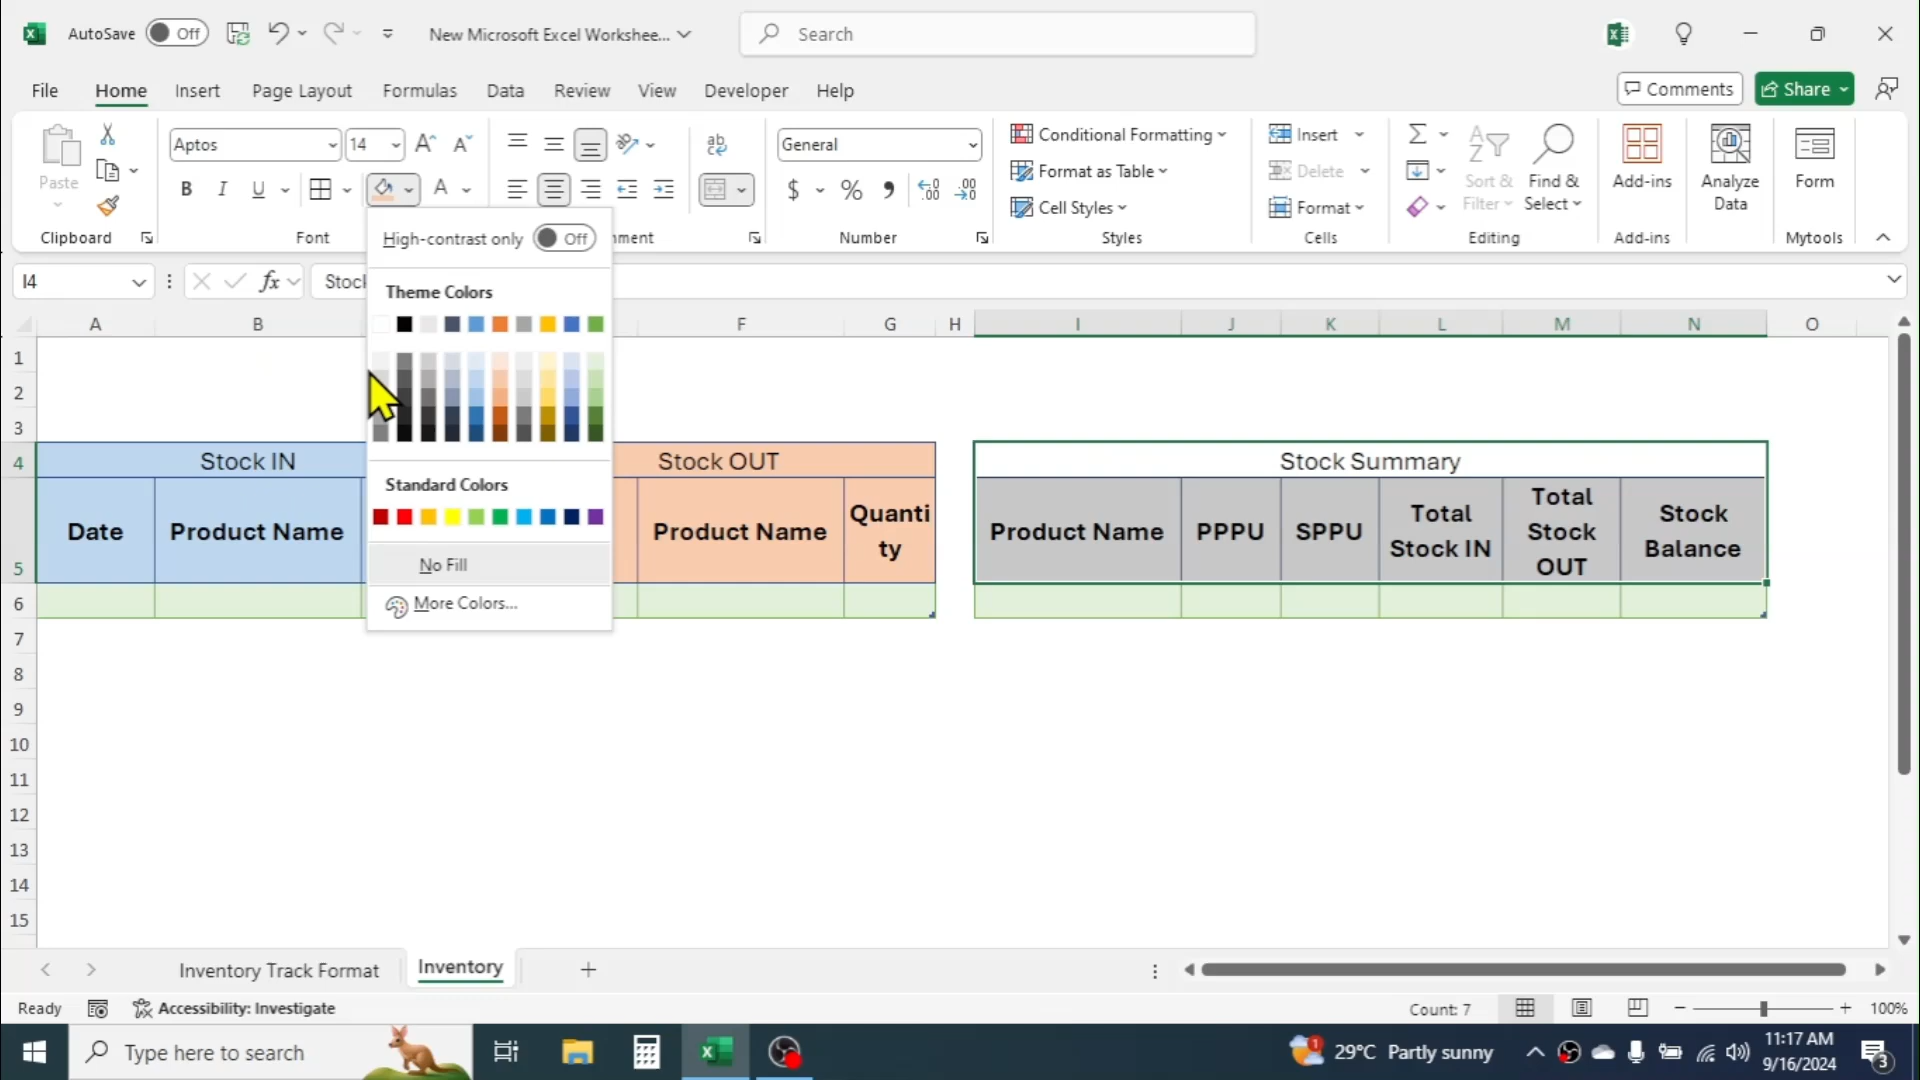 AutoSave Off New Microsoft Excel Workshee... Search
File Home Insert Page Layout Formulas Data Review View Developer Help Comments Share
Aptos 14 General Conditional Formatting Insert
Paste B I U A $ % Format as Table Delete Sort & Filter Find & Select Add-ins Analyze Data Form
Cell Styles Format
Clipboard Font nment Number Styles Cells Editing Add-ins Mytools
High-contrast only Off
I4 fx Stock
Theme Colors
A B F G H I J K L M N O
1
2
3
4 Stock IN Stock OUT Stock Summary
Standard Colors
5 Date Product Name Product Name Quanti
ty Product Name PPPU SPPU Total
Stock IN Total
Stock
OUT Stock
Balance
No Fill
6
More Colors...
7
8
9
10
11
12
13
14
15
Inventory Track Format Inventory
Ready Accessibility: Investigate Count: 7 100%
Type here to search 1 29°C Partly sunny 11:17 AM
9/16/2024 3